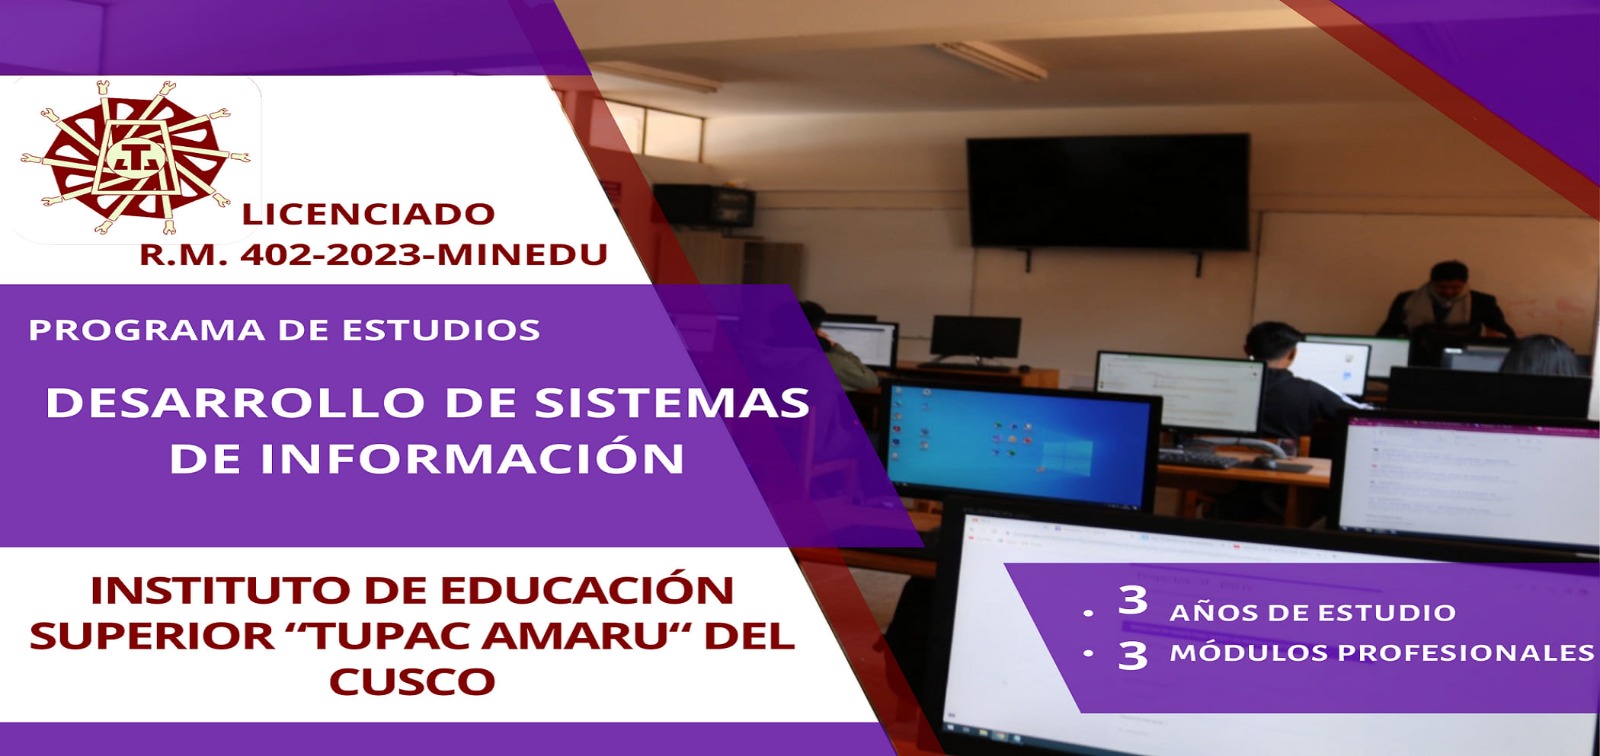 LICENCIADO
R.M. 402-2023-MINEDU
PROGRAMA DE ESTUDIOS
DESARROLLO DE SISTEMAS
DE INFORMACIÓN
INSTITUTO DE EDUCACIÓN
SUPERIOR “TUPAC AMARU“ DEL
CUSCO
• 3 AÑOS DE ESTUDIO
• 3 MÓDULOS PROFESIONALES